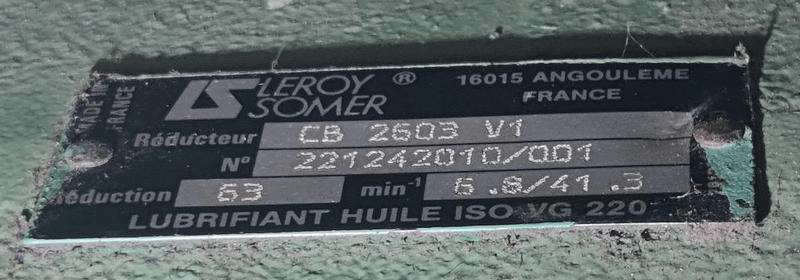 MADE IN
FRANCE
LS LEROY
SOMER ®
16015 ANGOULEME
FRANCE
Réducteur CB 2603 V1
N° 221242010/001
Réduction 63 min-1 6.8/41.3
LUBRIFIANT HUILE ISO VG 220